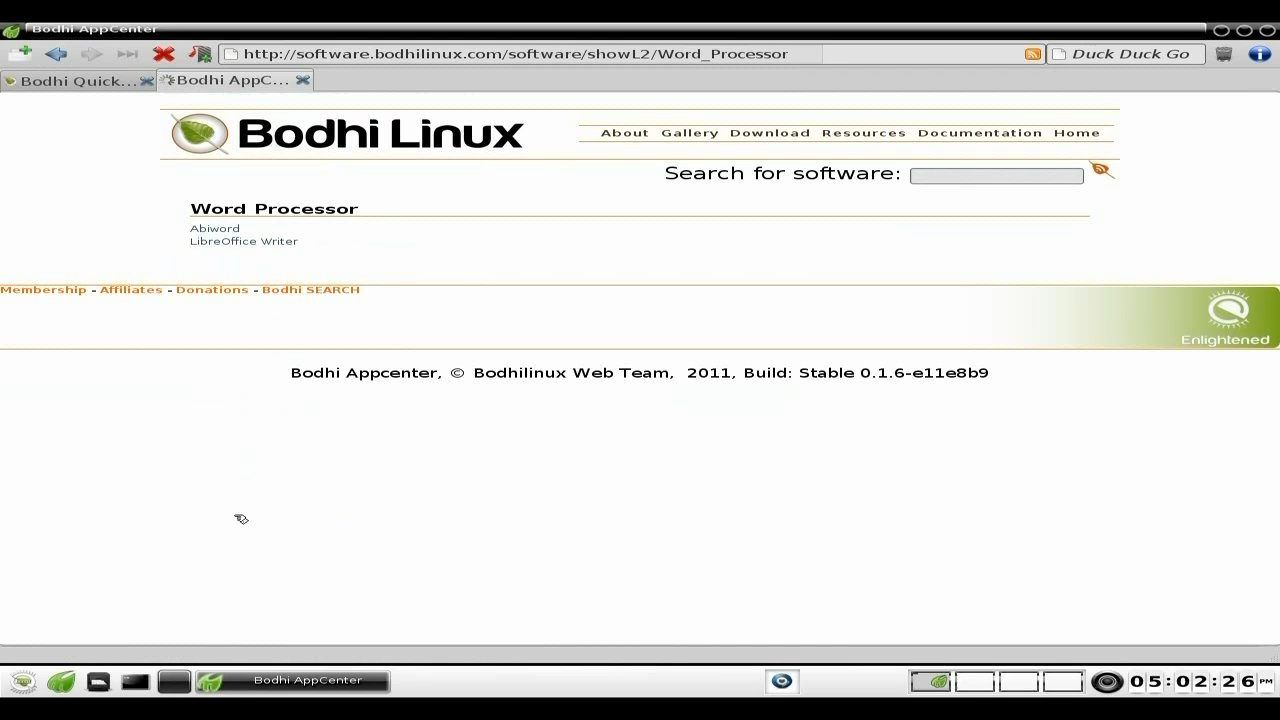 Bodhi AppCenter
http://software.bodhilinux.com/software/showL2/Word_Processor
Duck Duck Go
Bodhi Quick...
Bodhi AppC...
Bodhi Linux
About Gallery Download Resources Documentation Home
Search for software:
Word Processor
Abiword
LibreOffice Writer
Membership - Affiliates - Donations - Bodhi SEARCH
Enlightened
Bodhi Appcenter, © Bodhilinux Web Team, 2011, Build: Stable 0.1.6-e11e8b9
Bodhi AppCenter
05:02:26 PM